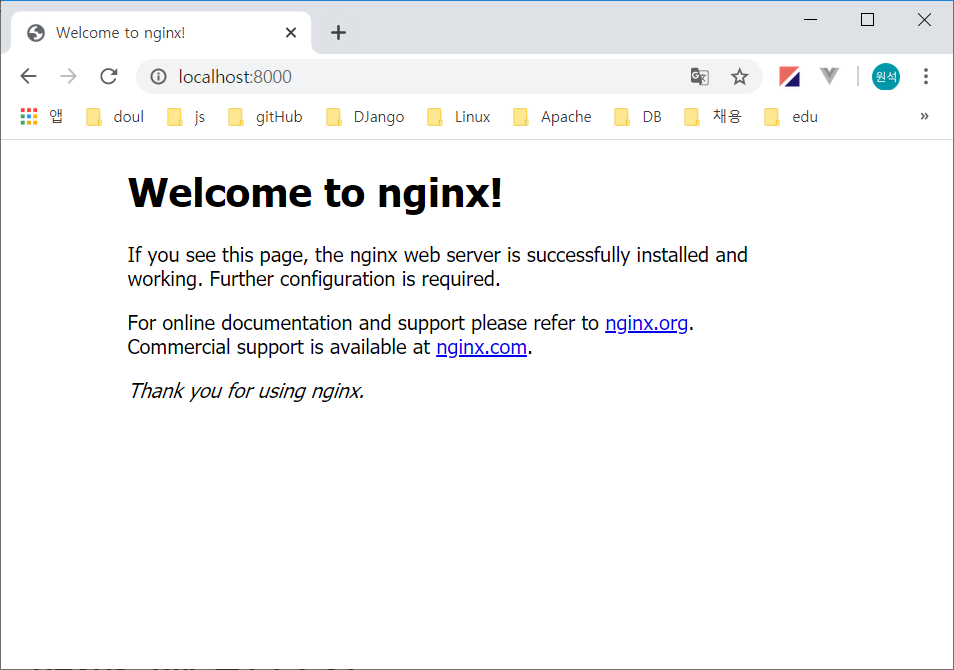 Welcome to nginx!
localhost:8000
원석
앱 doul js gitHub DJango Linux Apache DB 채용 edu »
Welcome to nginx!
If you see this page, the nginx web server is successfully installed and
working. Further configuration is required.
For online documentation and support please refer to nginx.org.
Commercial support is available at nginx.com.
Thank you for using nginx.